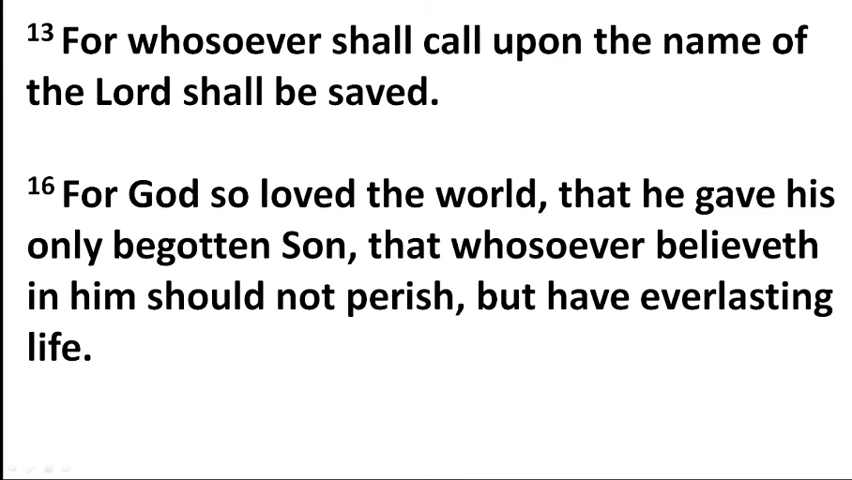 13 For whosoever shall call upon the name of
the Lord shall be saved.
16 For God so loved the world, that he gave his
only begotten Son, that whosoever believeth
in him should not perish, but have everlasting
life.